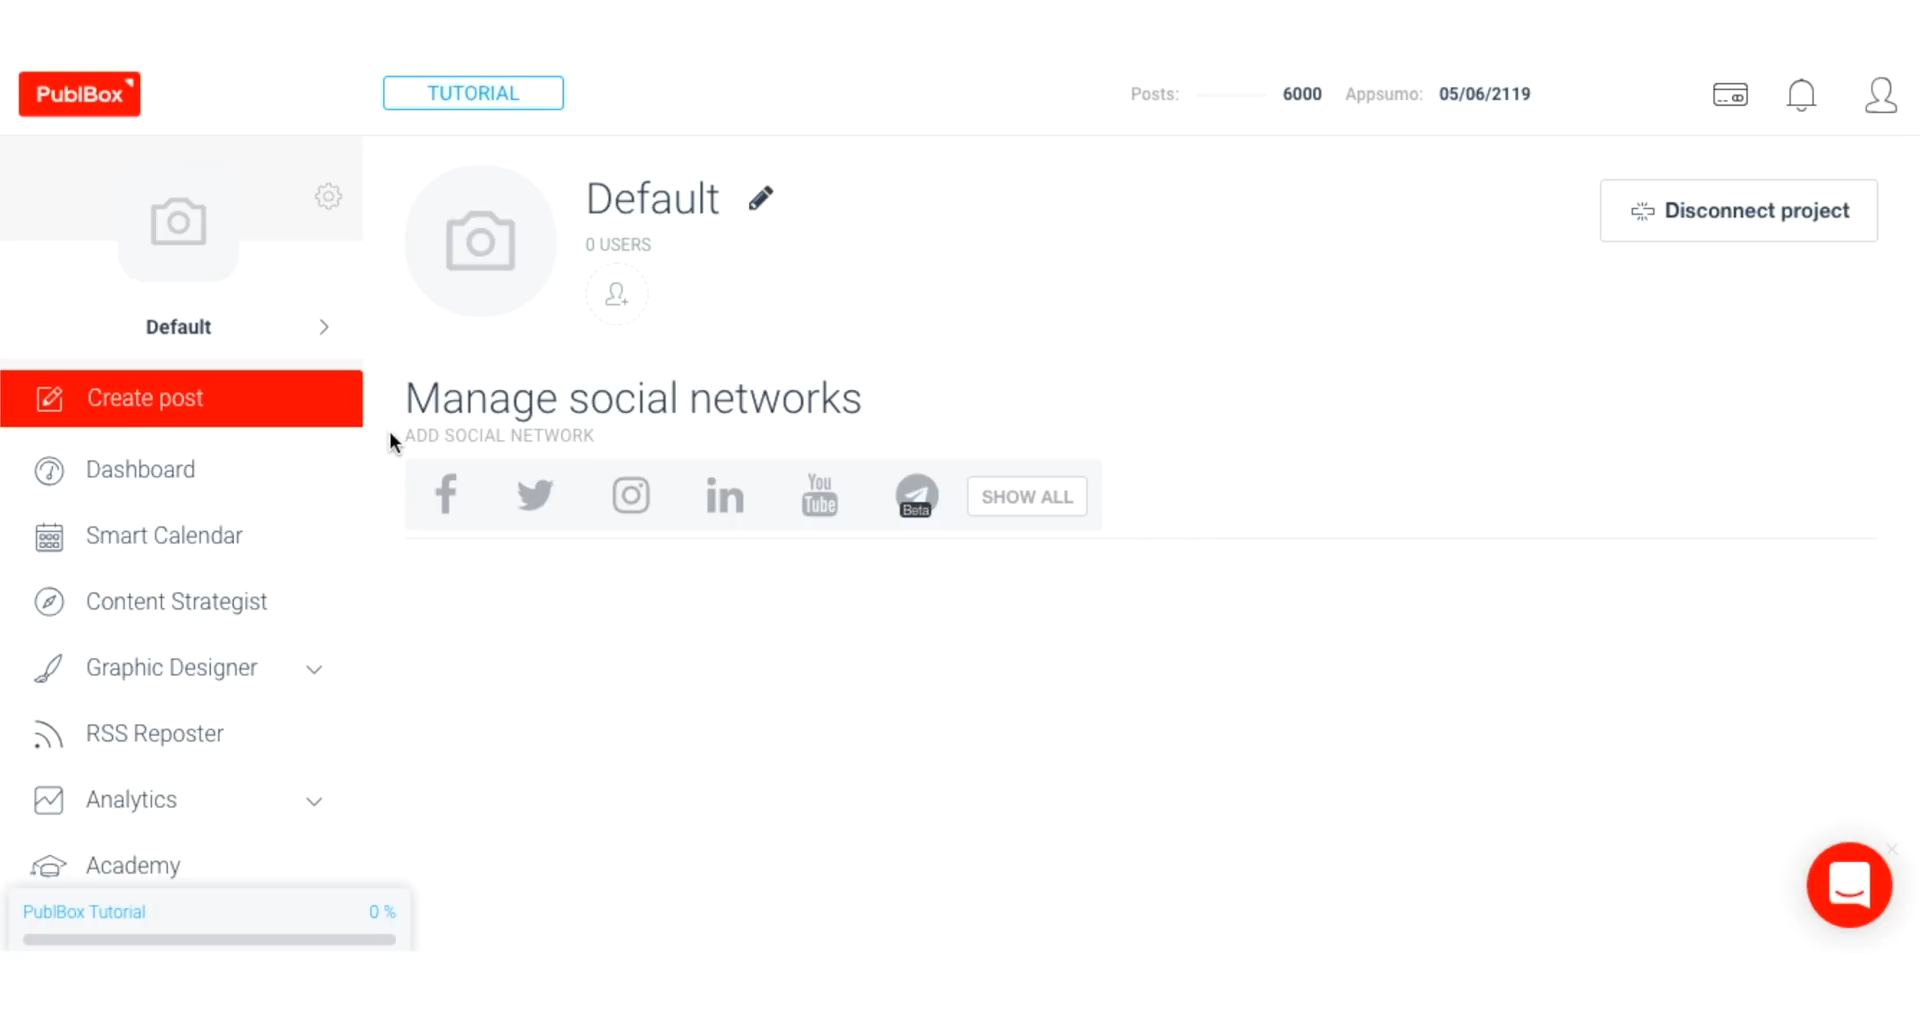 PublBox
TUTORIAL
Posts: 6000 Appsumo: 05/06/2119
Default
0 USERS
Disconnect project
Default
Create post
Dashboard
Smart Calendar
Content Strategist
Graphic Designer
RSS Reposter
Analytics
Academy
PublBox Tutorial 0 %
Manage social networks
ADD SOCIAL NETWORK
in
You
Tube
Beta
SHOW ALL